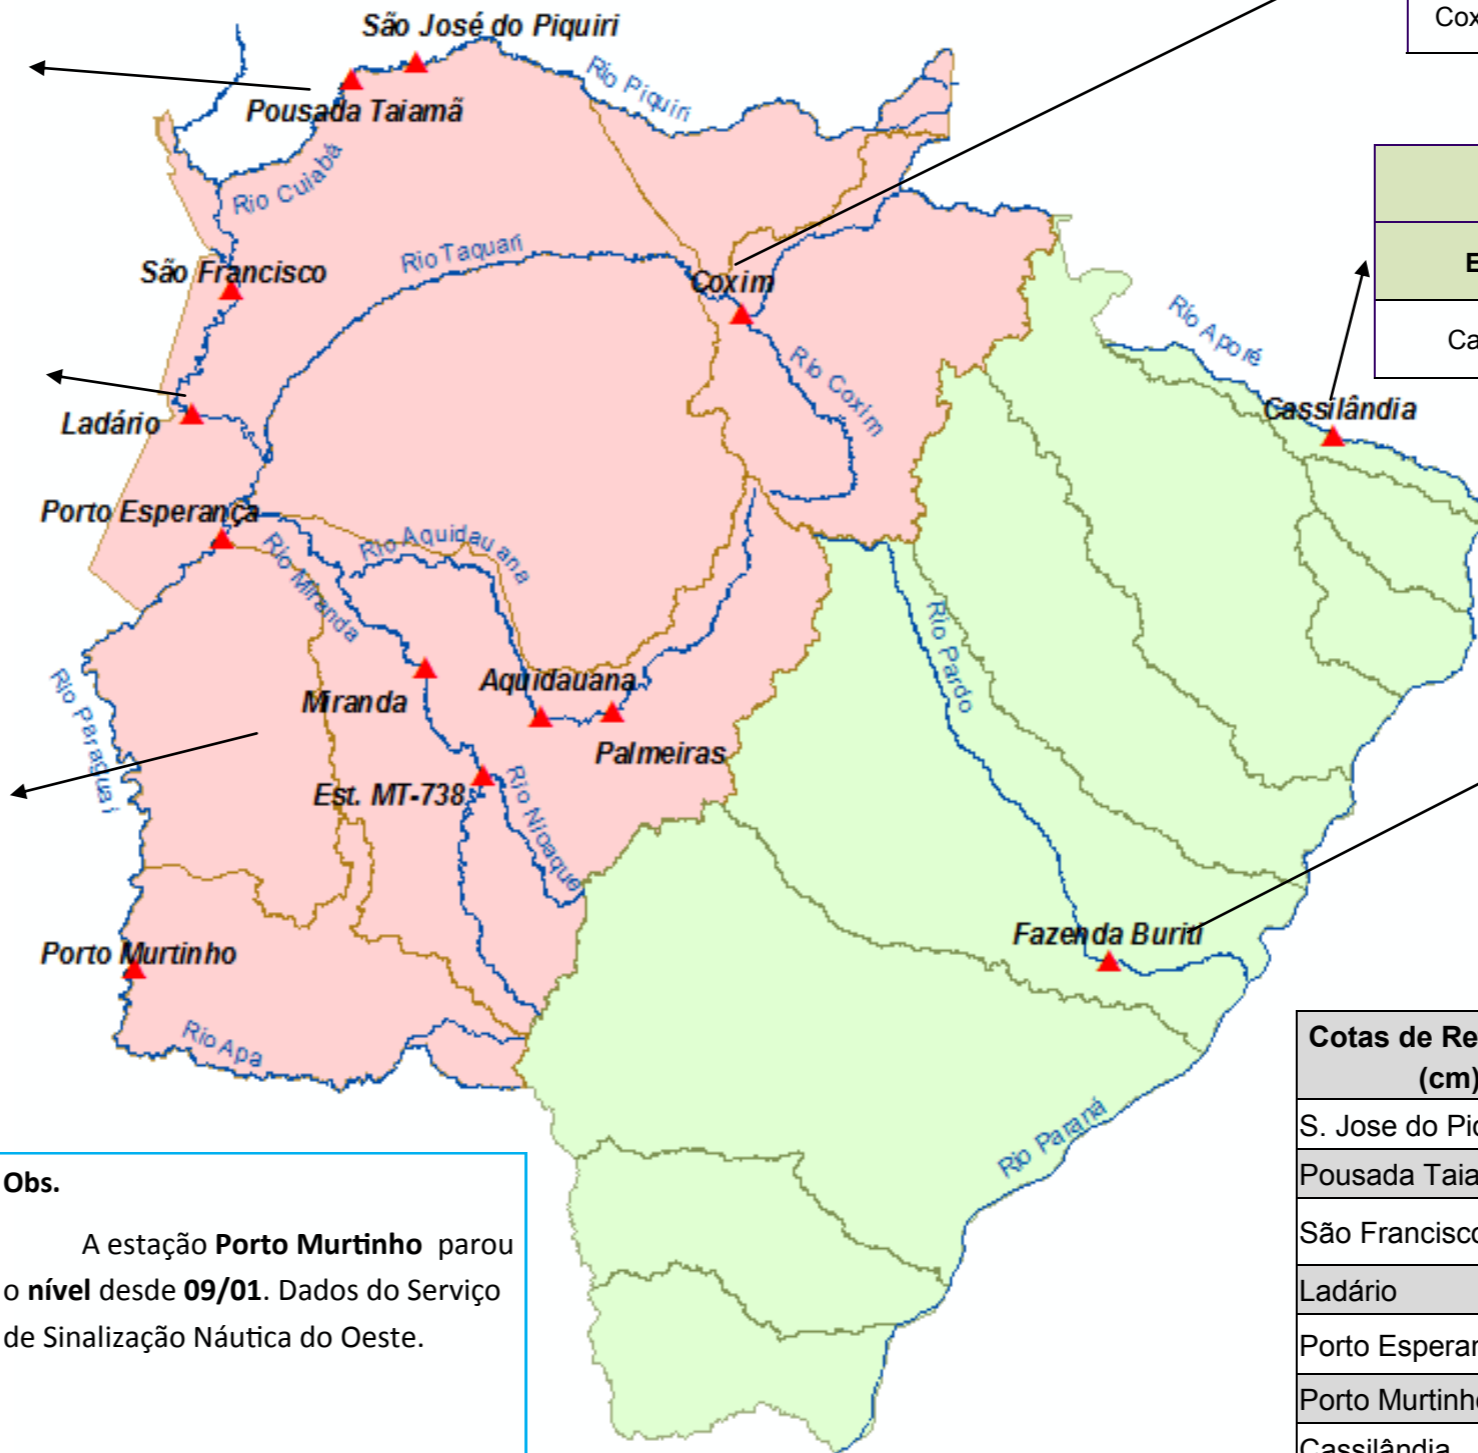 São José do Piquiri
Cox
Rio Piquiri
Pousada Taiamã
Rio Cuiabá
Rio Taquari
São Francisco
Coxim
E
Rio Aporé
Ca
Rio Coxim
Ladário
Cassilândia
Porto Esperança
Rio Aquidauana
Rio Miranda
Rio Pardo
Rio Paraguai
Miranda
Aquidauana
Palmeiras
Est. MT-738
Rio Nioaque
Porto Murtinho
Fazenda Buriti
Rio Apa
Rio Paraná
Cotas de Re
(cm)
S. Jose do Pi
Pousada Taia
São Francisco
Ladário
Porto Esperar
Porto Murtinho
Cassilândia
Obs.
A estação Porto Murtinho parou
o nível desde 09/01. Dados do Serviço
de Sinalização Náutica do Oeste.